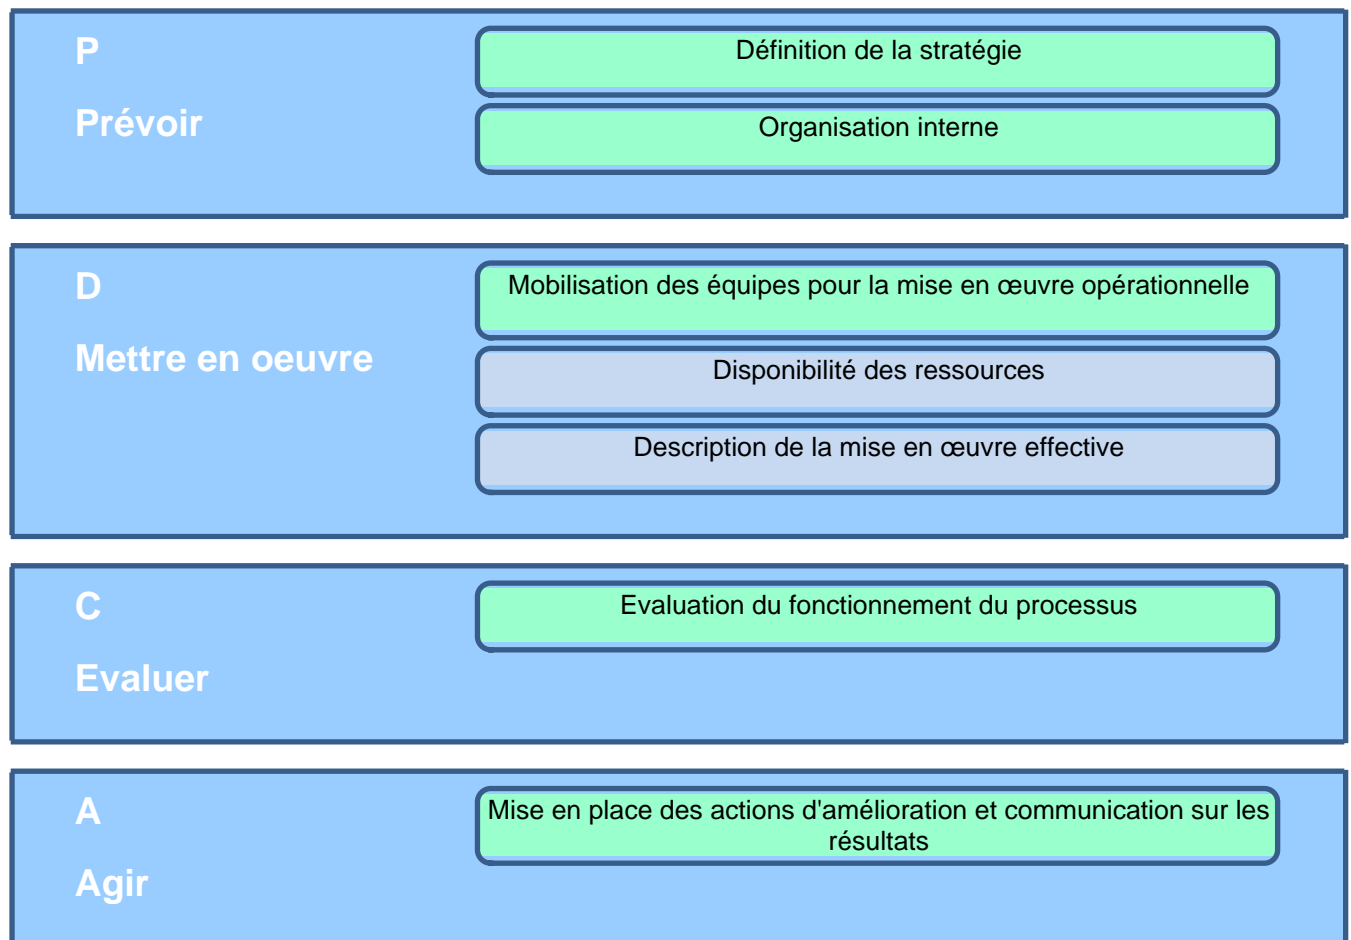 P
Prévoir
Définition de la stratégie
Organisation interne
D
Mettre en oeuvre
Mobilisation des équipes pour la mise en œuvre opérationnelle
Disponibilité des ressources
Description de la mise en œuvre effective
C
Evaluer
Evaluation du fonctionnement du processus
A
Agir
Mise en place des actions d'amélioration et communication sur les
résultats